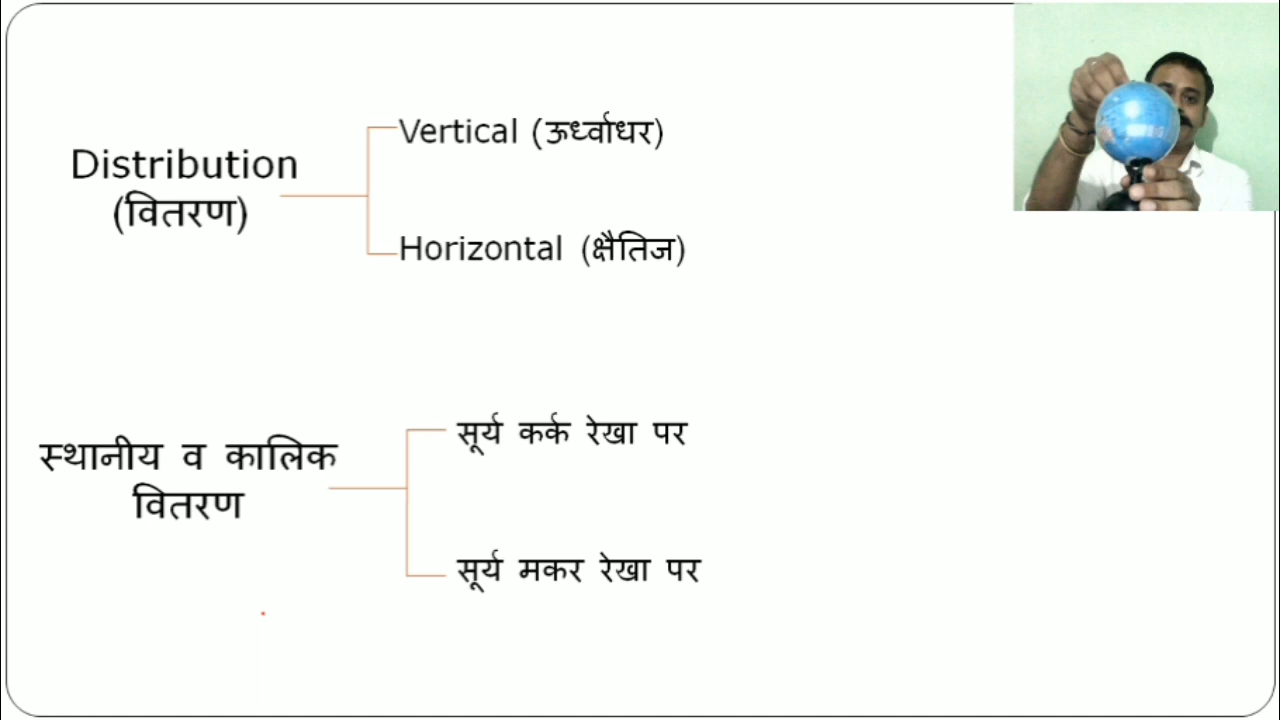 Distribution
(वितरण)
Vertical (ऊर्ध्वाधर)
Horizontal (क्षैतिज)
स्थानीय व कालिक
वितरण
सूर्य कर्क रेखा पर
सूर्य मकर रेखा पर